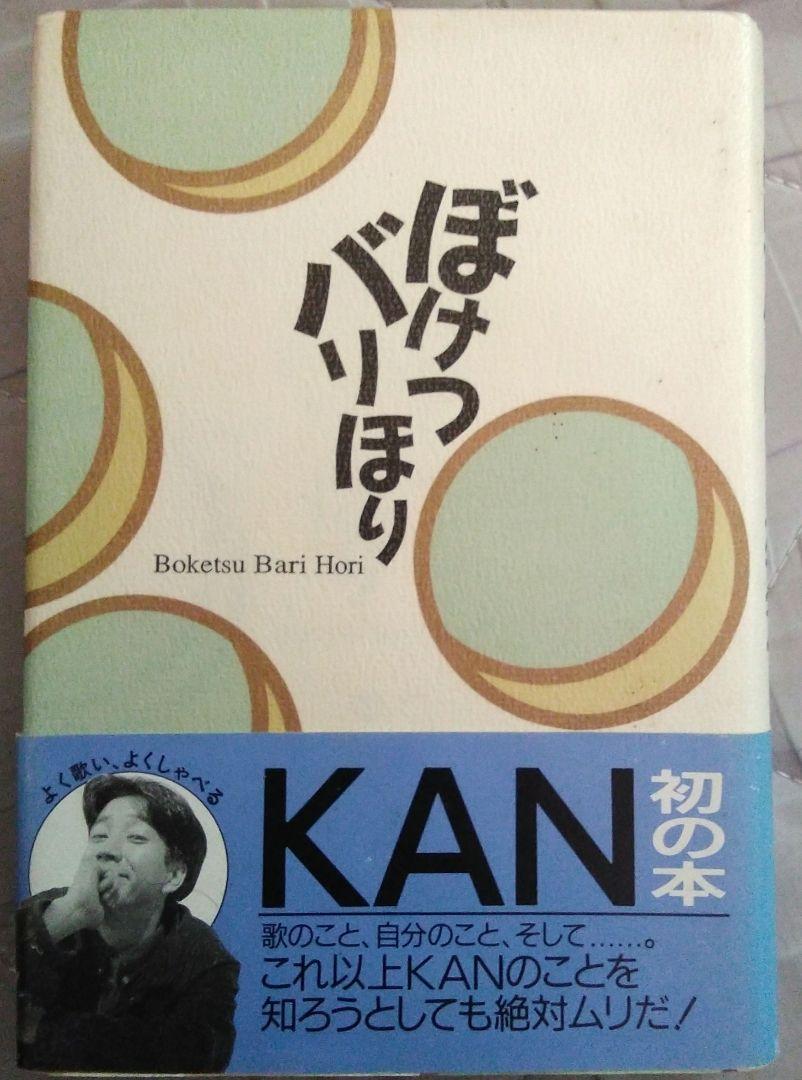 ぼけつ
バリほり
Boketsu Bari Hori
よく歌い、よくしゃべる
KAN
初の本
歌のこと、自分のこと、そして……。
これ以上KANのことを
知ろうとしても絶対ムリだ!